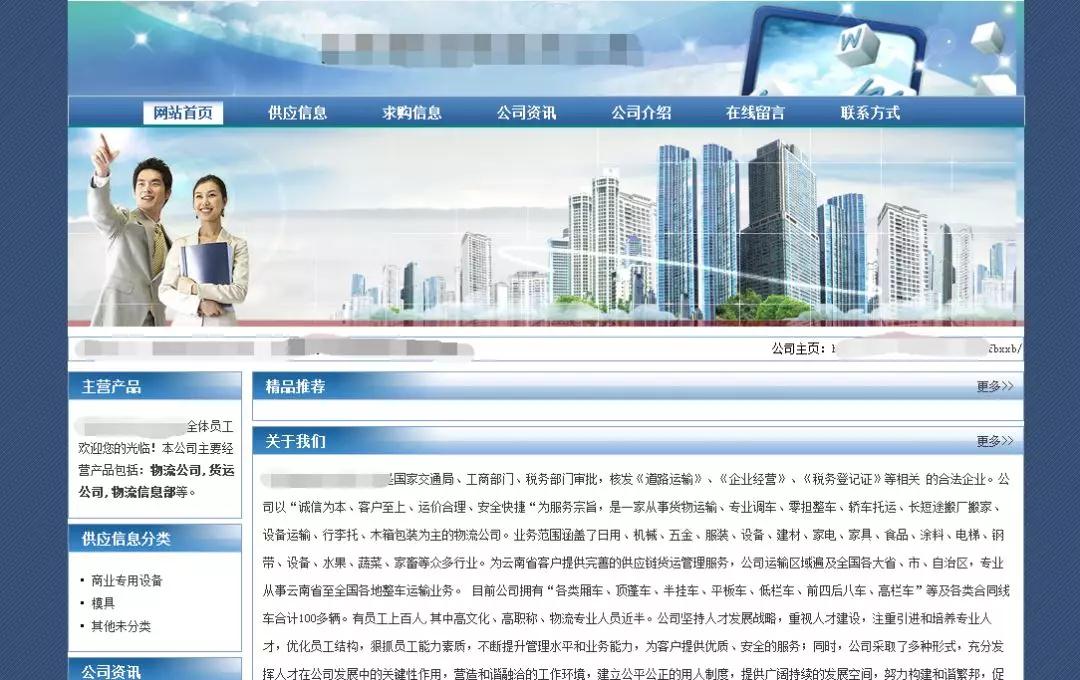 W
网站首页 供应信息 求购信息 公司资讯 公司介绍 在线留言 联系方式
公司主页: fbxxb/
主营产品
全体员工
欢迎您的光临！本公司主要经
营产品包括：物流公司,货运
公司,物流信息部等。
供应信息分类
• 商业专用设备
• 模具
• 其他未分类
公司资讯
精品推荐 更多>>
关于我们 更多>>
是国家交通局、工商部门、税务部门审批，核发《道路运输》、《企业经营》、《税务登记证》等相关 的合法企业。公
司以“诚信为本、客户至上、运价合理、安全快捷“为服务宗旨，是一家从事货物运输、专业调车、零担整车、轿车托运、长短途搬厂搬家、
设备运输、行李托、木箱包装为主的物流公司。业务范围涵盖了日用、机械、五金、服装、设备、建材、家电、家具、食品、涂料、电梯、钢
带、设备、水果、蔬菜、家畜等众多行业。为云南省客户提供完善的供应链货运管理服务，公司运输区域遍及全国各大省、市、自治区，专业
从事云南省至全国各地整车运输业务。 目前公司拥有“各类厢车、顶蓬车、半挂车、平板车、低栏车、前四后八车、高栏车”等及各类合同线
车合计100多辆。有员工上百人,其中高文化、高职称、物流专业人员近半。公司坚持人才发展战略，重视人才建设，注重引进和培养专业人
才，优化员工结构，狠抓员工能力素质，不断提升管理水平和业务能力，为客户提供优质、安全的服务；同时，公司采取了多种形式，充分发
挥人才在公司发展中的关键性作用，营造和谐融洽的工作环境，建立公平公正的用人制度，提供广阔持续的发展空间，努力构建和谐繁邦，促